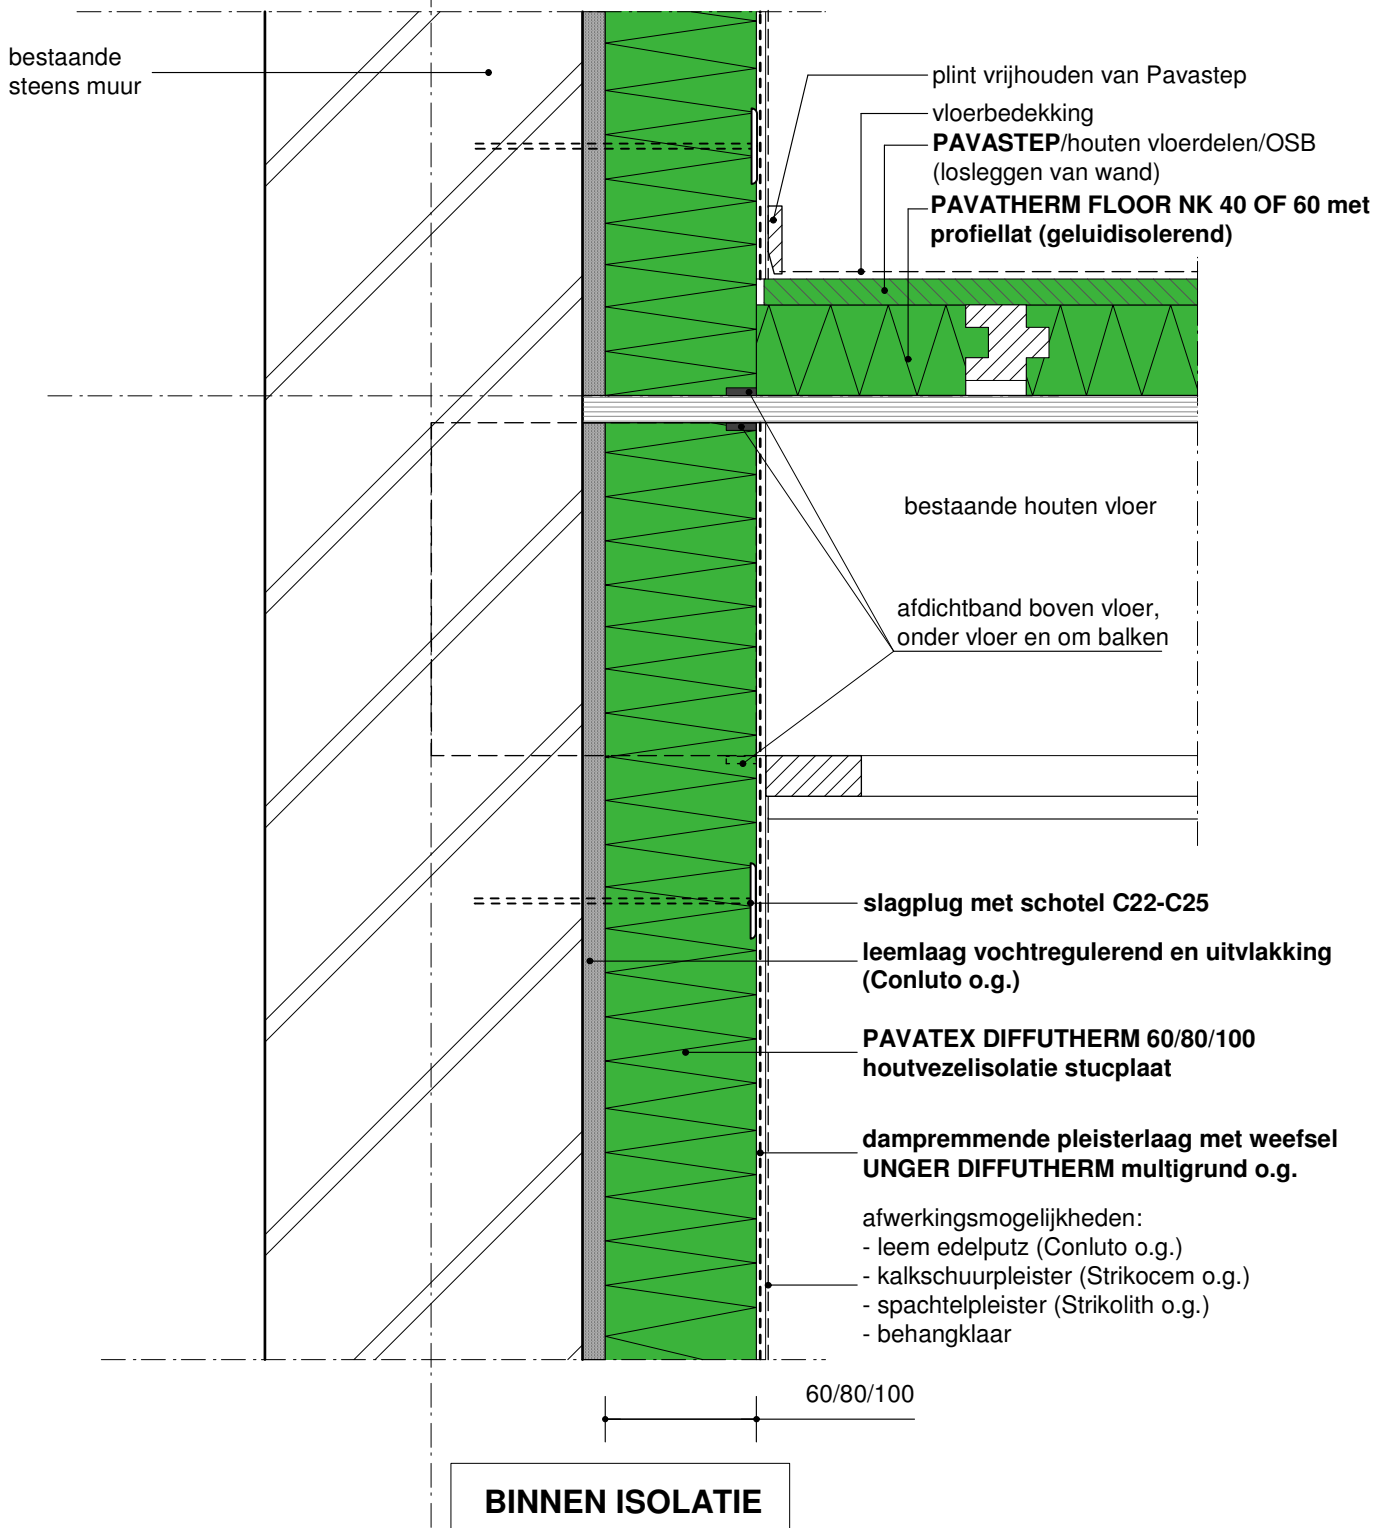 bestaande
steens muur
plint vrijhouden van Pavastep
vloerbedekking
PAVASTEP/houten vloerdelen/OSB
(losleggen van wand)
PAVATHERM FLOOR NK 40 OF 60 met
profiellat (geluidisolerend)
bestaande houten vloer
afdichtband boven vloer,
onder vloer en om balken
slagplug met schotel C22-C25
leemlaag vochtregulerend en uitvlakking
(Conluto o.g.)
PAVATEX DIFFUTHERM 60/80/100
houtvezelisolatie stucplaat
dampremmende pleisterlaag met weefsel
UNGER DIFFUTHERM multigrund o.g.
afwerkingsmogelijkheden:
- leem edelputz (Conluto o.g.)
- kalkschuurpleister (Strikocem o.g.)
- spachtelpleister (Strikolith o.g.)
- behangklaar
60/80/100
BINNEN ISOLATIE